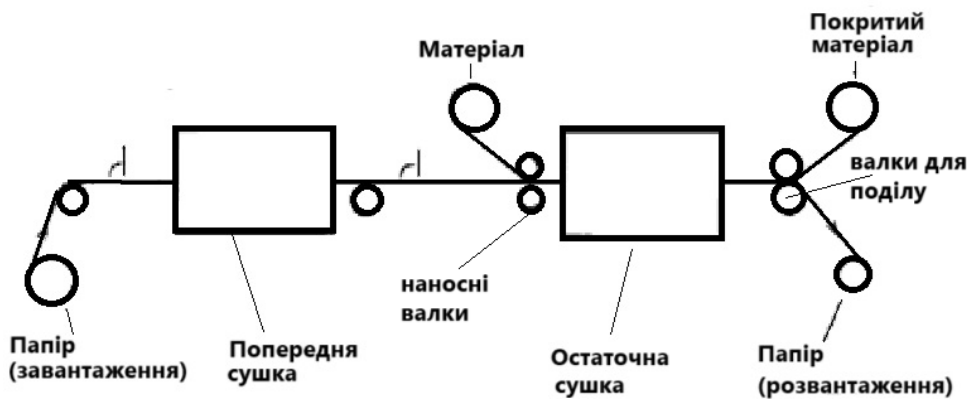 Матеріал
Покритий
матеріал
валки для
поділу
наносні
валки
Папір
(завантаження)
Попередня
сушка
Остаточна
сушка
Папір
(розвантаження)